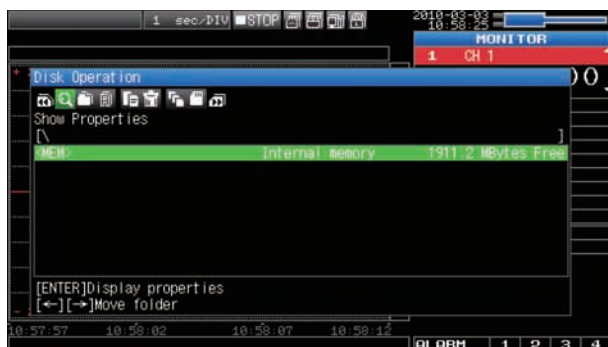 1 sec/DIV ■STOP
2010-03-03
10:58:25
MONITOR
1 CH 1
Disk Operation
Show Properties
[\ ]
<MEM> Internal memory 1911.2 MBytes Free
[ENTER]Display properties
[←][→]Move folder
10:57:57 10:58:02 10:58:07 10:58:12
ALARM 1 2 3 4